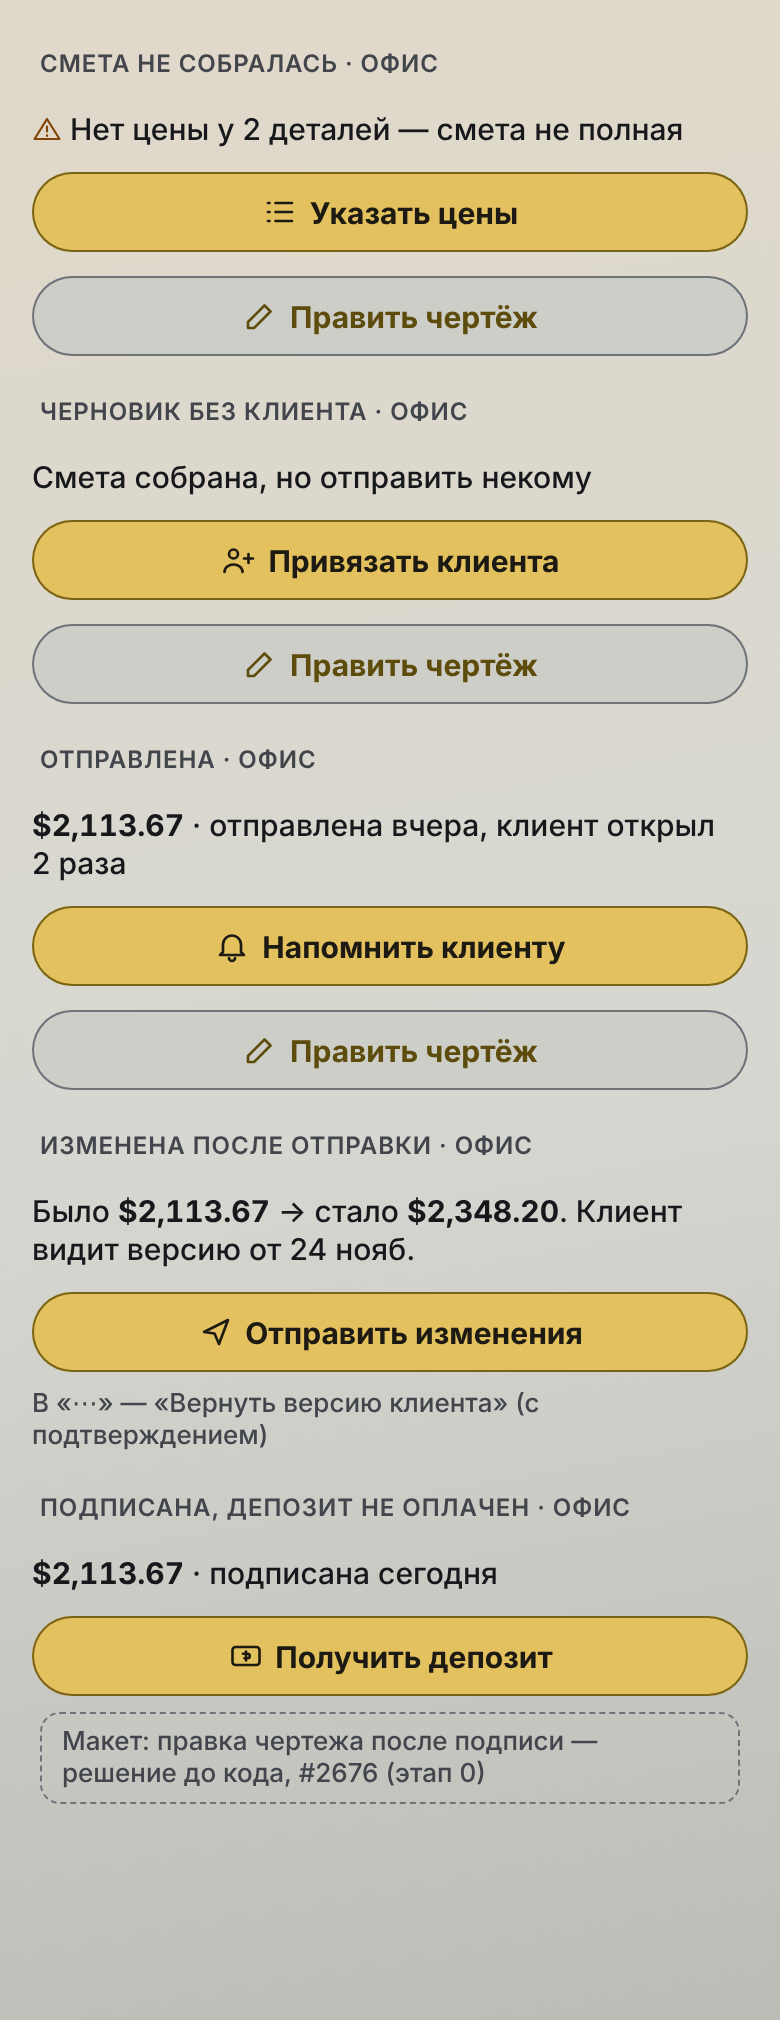 СМЕТА НЕ СОБРАЛАСЬ · ОФИС
Нет цены у 2 деталей — смета не полная
Указать цены
Править чертёж
ЧЕРНОВИК БЕЗ КЛИЕНТА · ОФИС
Смета собрана, но отправить некому
Привязать клиента
Править чертёж
ОТПРАВЛЕНА · ОФИС
$2,113.67 · отправлена вчера, клиент открыл
2 раза
Напомнить клиенту
Править чертёж
ИЗМЕНЕНА ПОСЛЕ ОТПРАВКИ · ОФИС
Было $2,113.67 → стало $2,348.20. Клиент
видит версию от 24 нояб.
Отправить изменения
В «···» — «Вернуть версию клиента» (с
подтверждением)
ПОДПИСАНА, ДЕПОЗИТ НЕ ОПЛАЧЕН · ОФИС
$2,113.67 · подписана сегодня
Получить депозит
Макет: правка чертежа после подписи —
решение до кода, #2676 (этап 0)